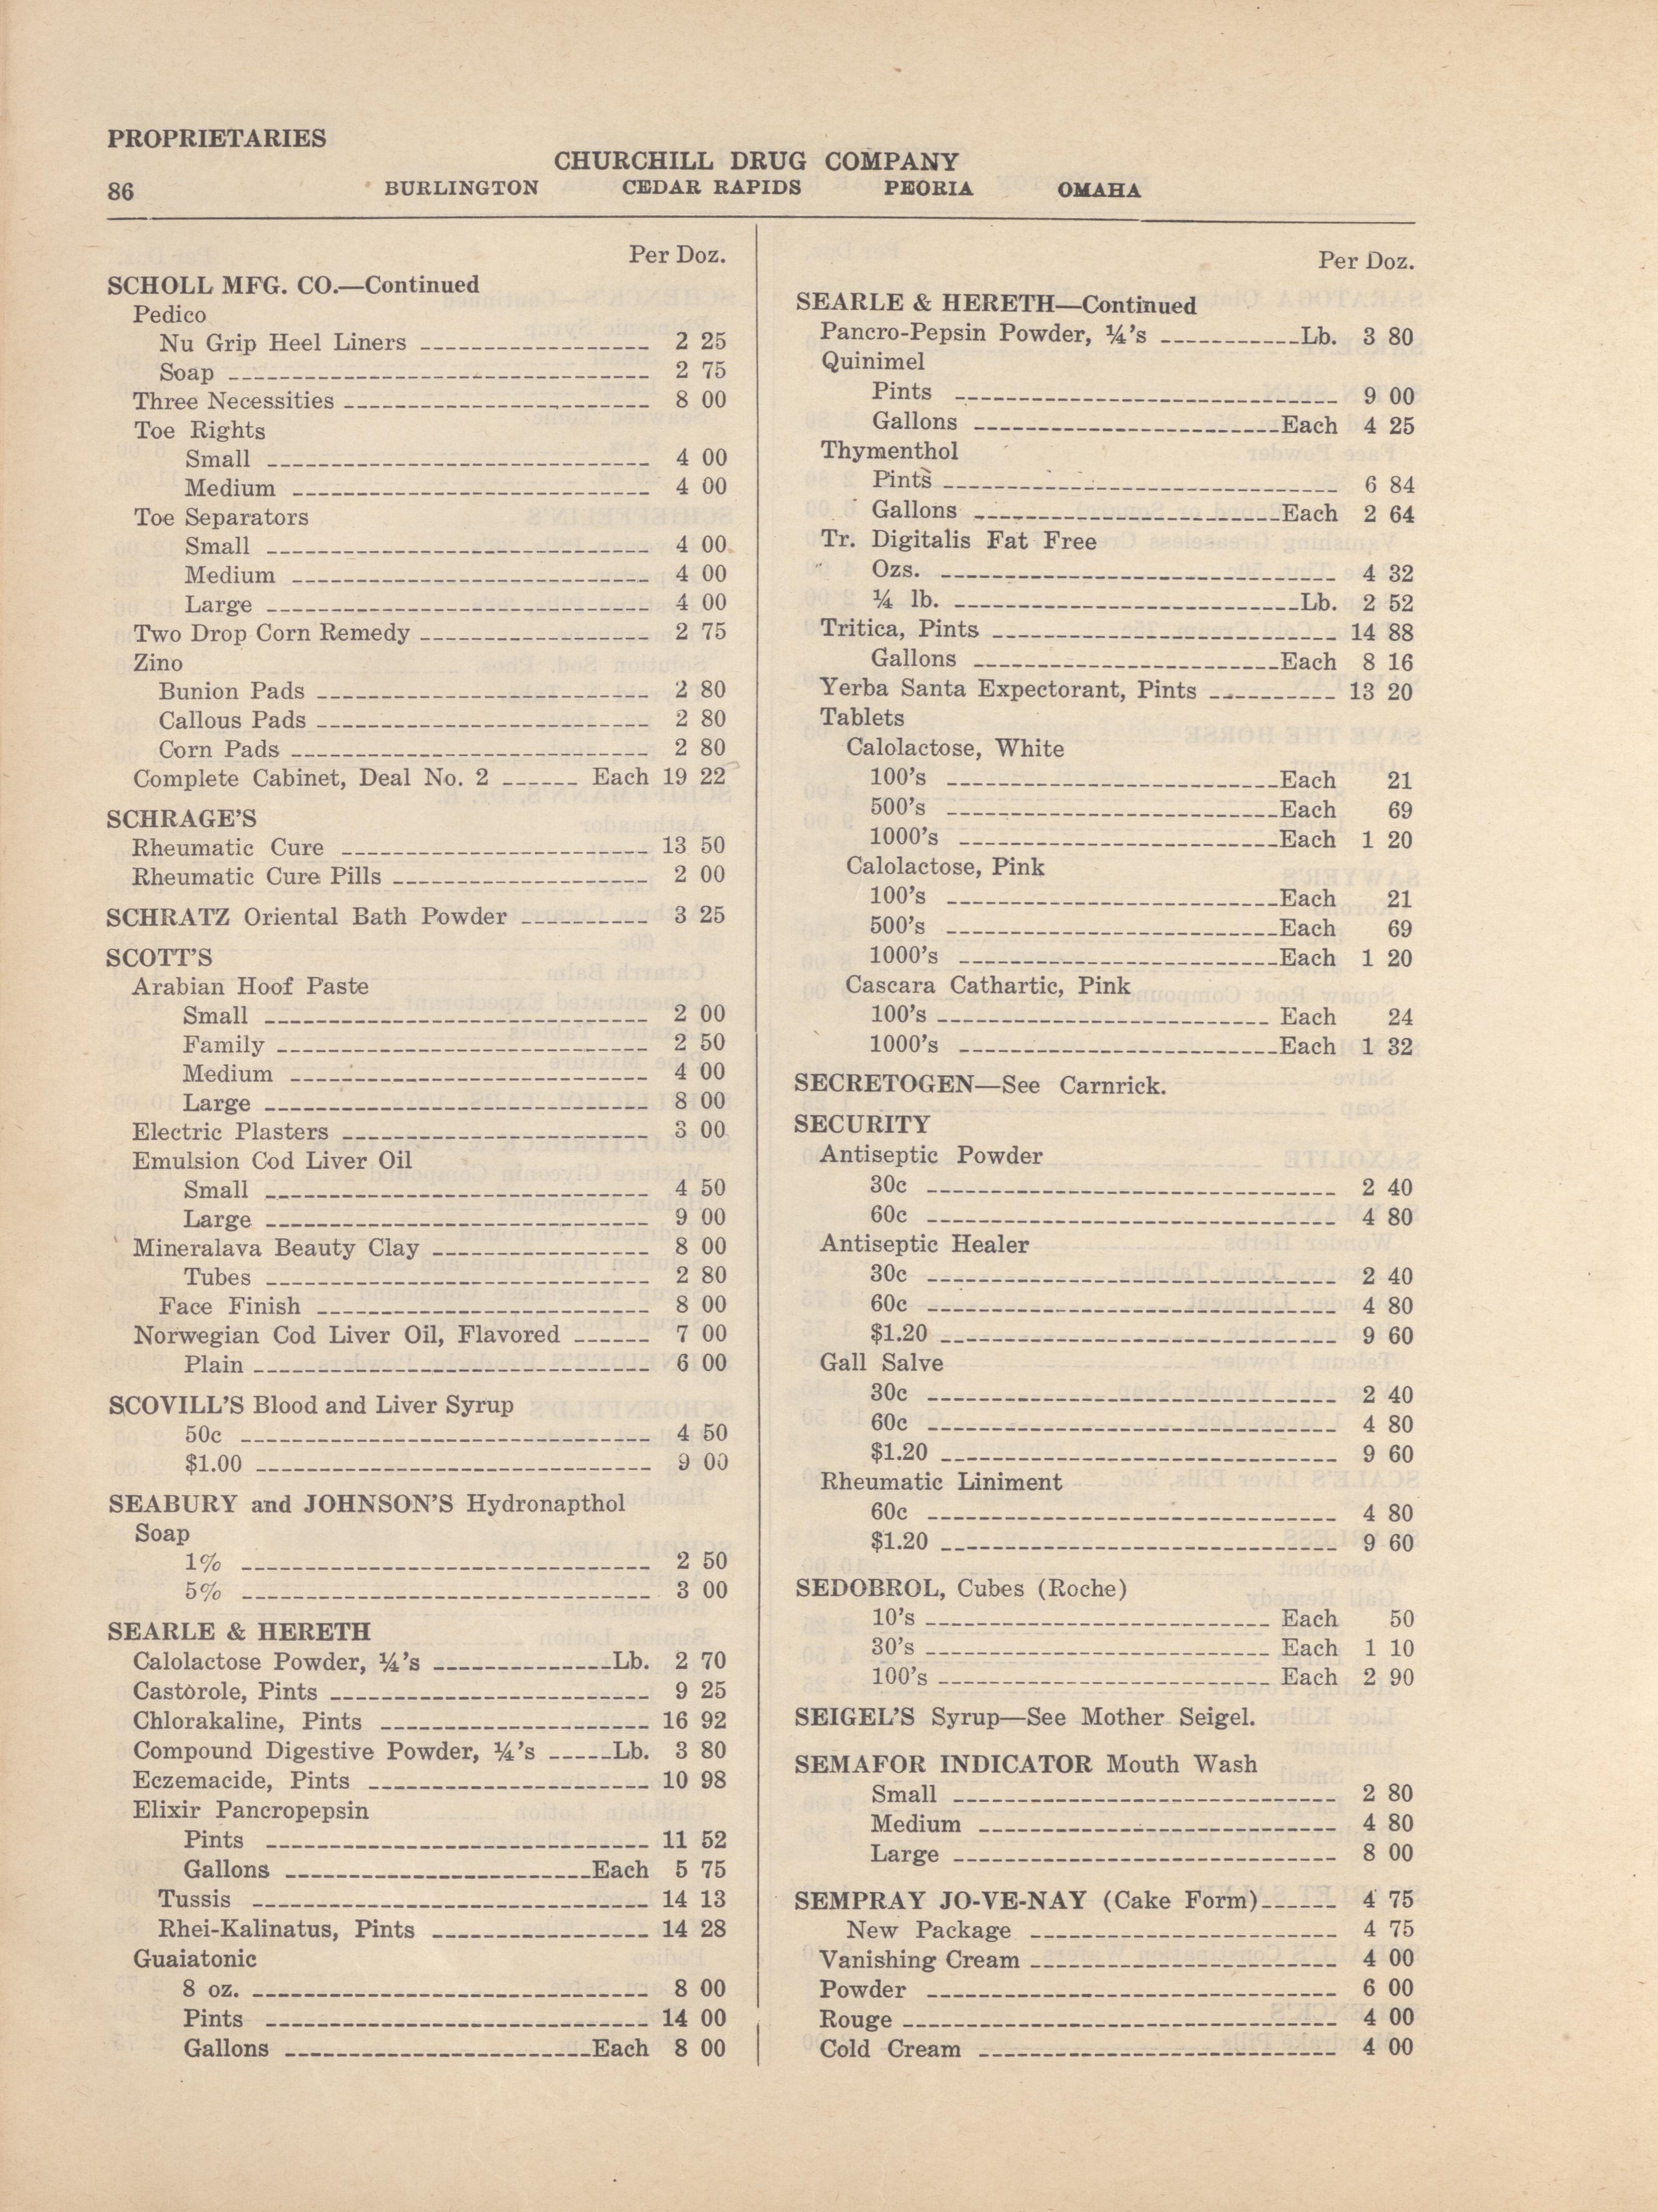 PROPRIETARIES
CHURCHILL DRUG COMPANY
86 BURLINGTON CEDAR RAPIDS PEORIA OMAHA
Per Doz.
SCHOLL MFG. CO.—Continued
Pedico
Nu Grip Heel Liners 2 25
Soap 2 75
Three Necessities 8 00
Toe Rights
Small 4 00
Medium 4 00
Toe Separators
Small 4 00
Medium 4 00
Large 4 00
Two Drop Corn Remedy 2 75
Zino
Bunion Pads 2 80
Callous Pads 2 80
Corn Pads 2 80
Complete Cabinet, Deal No. 2 Each 19 22
SCHRAGE'S
Rheumatic Cure 13 50
Rheumatic Cure Pills 2 00
SCHRATZ Oriental Bath Powder 3 25
SCOTT'S
Arabian Hoof Paste
Small 2 00
Family 2 50
Medium 4 00
Large 8 00
Electric Plasters 3 00
Emulsion Cod Liver Oil
Small 4 50
Large 9 00
Mineralava Beauty Clay 8 00
Tubes 2 80
Face Finish 8 00
Norwegian Cod Liver Oil, Flavored 7 00
Plain 6 00
SCOVILL'S Blood and Liver Syrup
50c 4 50
$1.00 9 00
SEABURY and JOHNSON'S Hydronapthol
Soap
1% 2 50
5% 3 00
SEARLE & HERETH
Calolactose Powder, ¼'s Lb. 2 70
Castorole, Pints 9 25
Chlorakaline, Pints 16 92
Compound Digestive Powder, ¼'s Lb. 3 80
Eczemacide, Pints 10 98
Elixir Pancropepsin
Pints 11 52
Gallons Each 5 75
Tussis 14 13
Rhei-Kalinatus, Pints 14 28
Guaiatonic
8 oz. 8 00
Pints 14 00
Gallons Each 8 00
Per Doz.
SEARLE & HERETH—Continued
Pancro-Pepsin Powder, ¼'s Lb. 3 80
Quinimel
Pints 9 00
Gallons Each 4 25
Thymenthol
Pints 6 84
Gallons Each 2 64
Tr. Digitalis Fat Free
Ozs. 4 32
¼ lb. Lb. 2 52
Tritica, Pints 14 88
Gallons Each 8 16
Yerba Santa Expectorant, Pints 13 20
Tablets
Calolactose, White
100's Each 21
500's Each 69
1000's Each 1 20
Calolactose, Pink
100's Each 21
500's Each 69
1000's Each 1 20
Cascara Cathartic, Pink
100's Each 24
1000's Each 1 32
SECRETOGEN—See Carnrick.
SECURITY
Antiseptic Powder
30c 2 40
60c 4 80
Antiseptic Healer
30c 2 40
60c 4 80
$1.20 9 60
Gall Salve
30c 2 40
60c 4 80
$1.20 9 60
Rheumatic Liniment
60c 4 80
$1.20 9 60
SEDOBROL, Cubes (Roche)
10's Each 50
30's Each 1 10
100's Each 2 90
SEIGEL'S Syrup—See Mother Seigel.
SEMAFOR INDICATOR Mouth Wash
Small 2 80
Medium 4 80
Large 8 00
SEMPRAY JO-VE-NAY (Cake Form) 4 75
New Package 4 75
Vanishing Cream 4 00
Powder 6 00
Rouge 4 00
Cold Cream 4 00